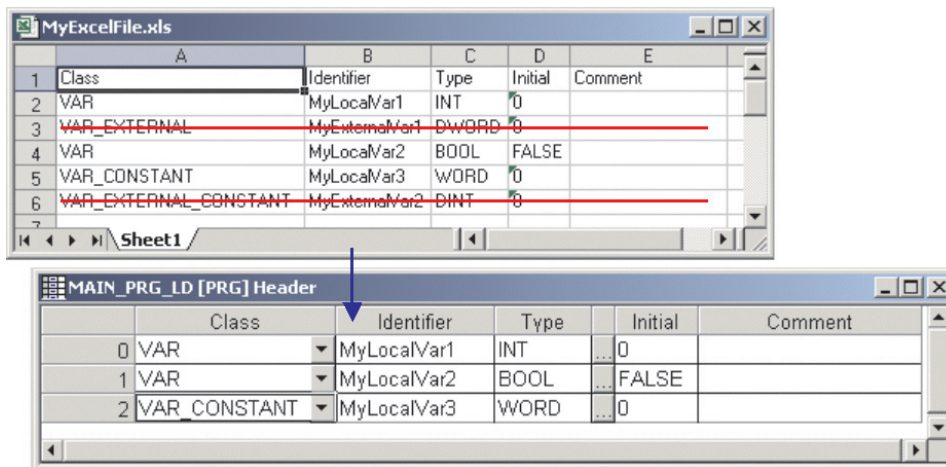 MyExcelFile.xls
A B C D E
1 Class Identifier Type Initial Comment
2 VAR MyLocalVar1 INT 0
3 VAR_EXTERNAL MyExternalVar1 DWORD 0
4 VAR MyLocalVar2 BOOL FALSE
5 VAR_CONSTANT MyLocalVar3 WORD 0
6 VAR_EXTERNAL_CONSTANT MyExternalVar2 DINT 0
7
Sheet1
MAIN_PRG_LD [PRG] Header
Class Identifier Type Initial Comment
0 VAR MyLocalVar1 INT ... 0
1 VAR MyLocalVar2 BOOL ... FALSE
2 VAR_CONSTANT MyLocalVar3 WORD ... 0